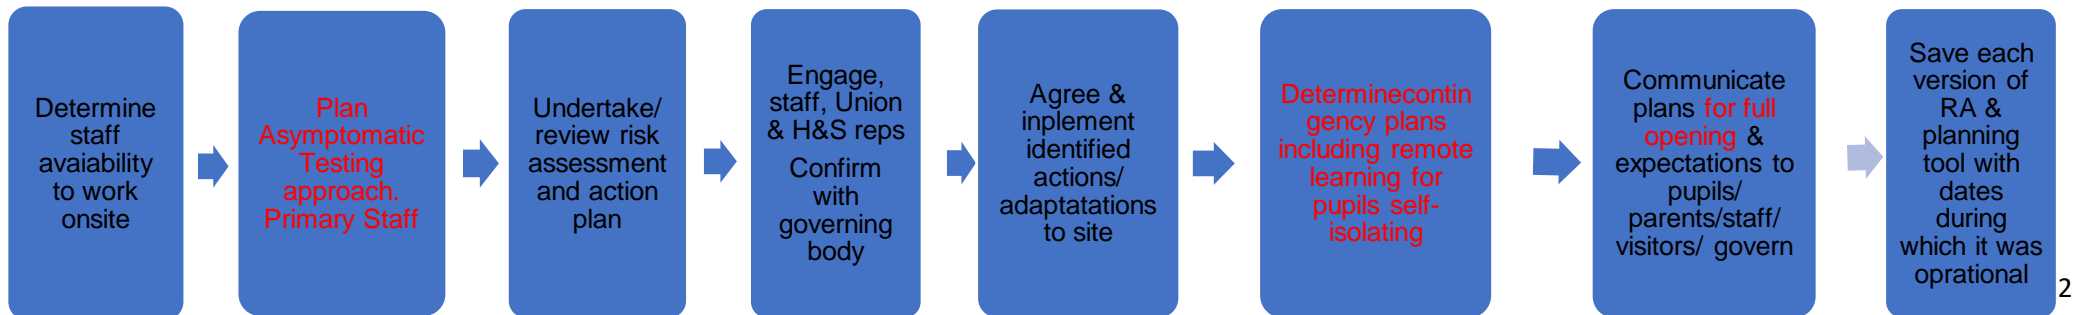 Determine
staff
avaiability
to work
onsite
Plan
Asymptomatic
Testing
approach.
Primary Staff
Undertake/
review risk
assessment
and action
plan
Engage,
staff, Union
& H&S reps
Confirm
with
governing
body
Agree &
inplement
identified
actions/
adaptatations
to site
Determinecontin
gency plans
including remote
learning for
pupils self-
isolating
Communicate
plans for full
opening &
expectations to
pupils/
parents/staff/
visitors/ govern
Save each
version of
RA &
planning
tool with
dates
during
which it was
oprational
2